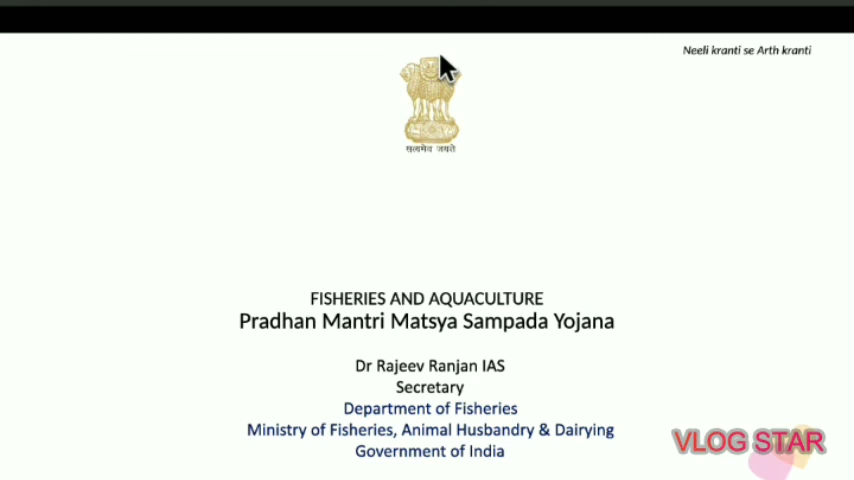 Neeli kranti se Arth kranti
सत्यमेव जयते
FISHERIES AND AQUACULTURE
Pradhan Mantri Matsya Sampada Yojana
Dr Rajeev Ranjan IAS
Secretary
Department of Fisheries
Ministry of Fisheries, Animal Husbandry & Dairying
Government of India
VLOG STAR